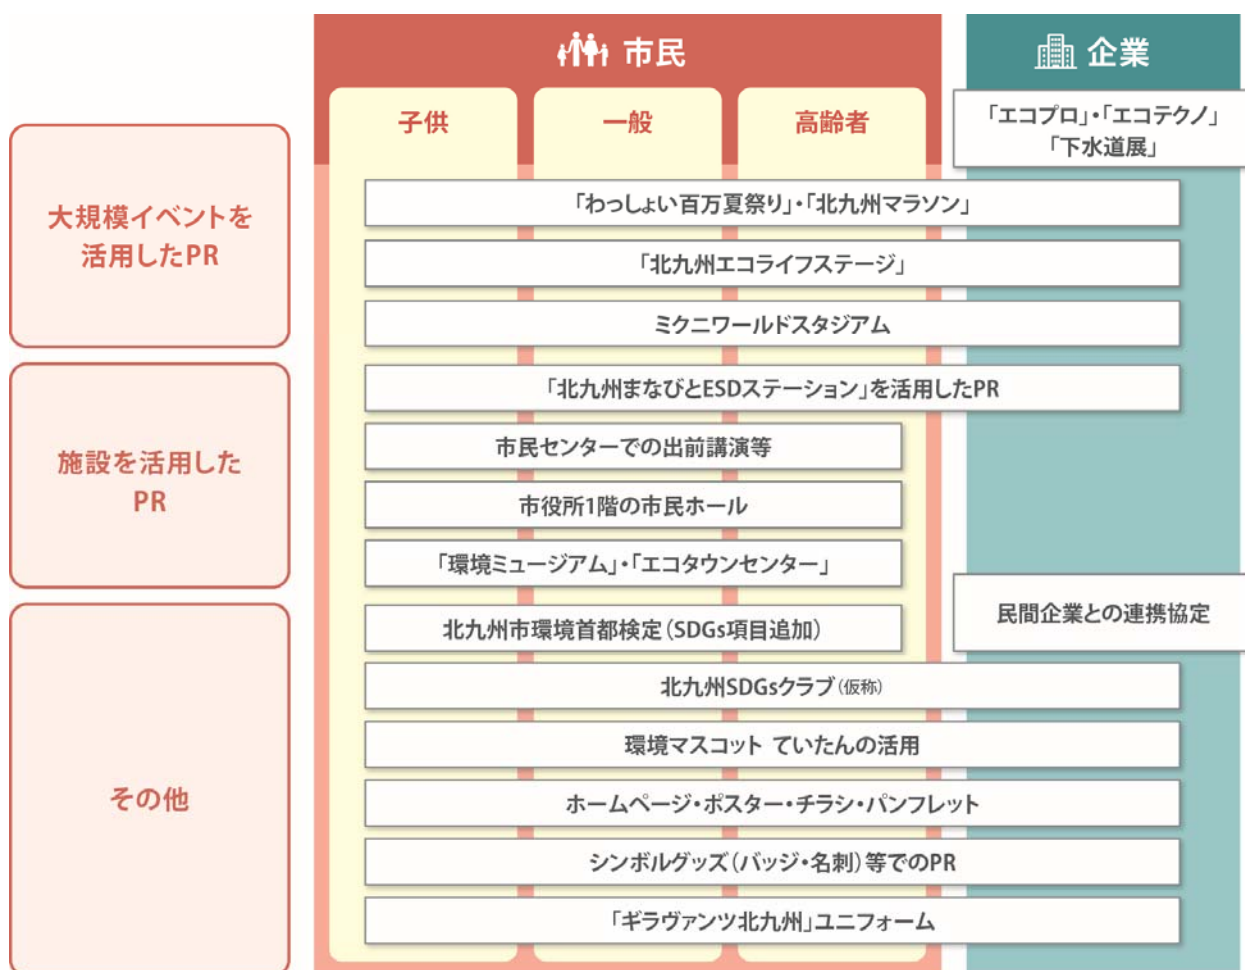 市民
企業
子供
一般
高齢者
「エコプロ」・「エコテクノ」
「下水道展」
大規模イベントを
活用したPR
「わっしょい百万夏祭り」・「北九州マラソン」
「北九州エコライフステージ」
ミクニワールドスタジアム
施設を活用した
PR
「北九州まなびとESDステーション」を活用したPR
市民センターでの出前講演等
市役所1階の市民ホール
「環境ミュージアム」・「エコタウンセンター」
民間企業との連携協定
その他
北九州市環境首都検定（SDGs項目追加）
北九州SDGsクラブ（仮称）
環境マスコット ていたんの活用
ホームページ・ポスター・チラシ・パンフレット
シンボルグッズ（バッジ・名刺）等でのPR
「ギラヴァンツ北九州」ユニフォーム